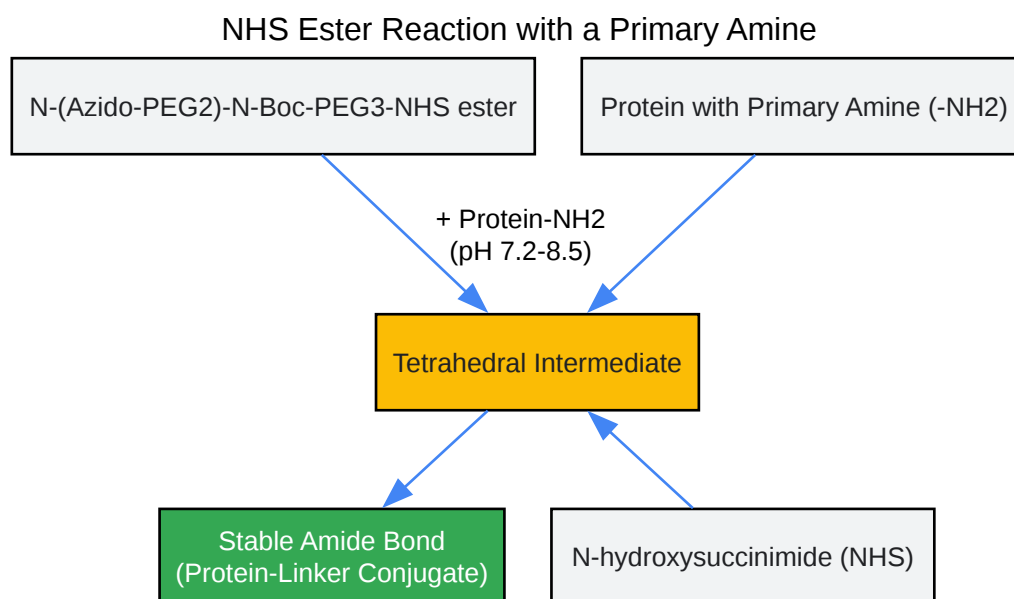 NHS Ester Reaction with a Primary Amine
N-(Azido-PEG2)-N-Boc-PEG3-NHS ester
Protein with Primary Amine (-NH2)
+ Protein-NH2
(pH 7.2-8.5)
Tetrahedral Intermediate
Stable Amide Bond
(Protein-Linker Conjugate)
N-hydroxysuccinimide (NHS)